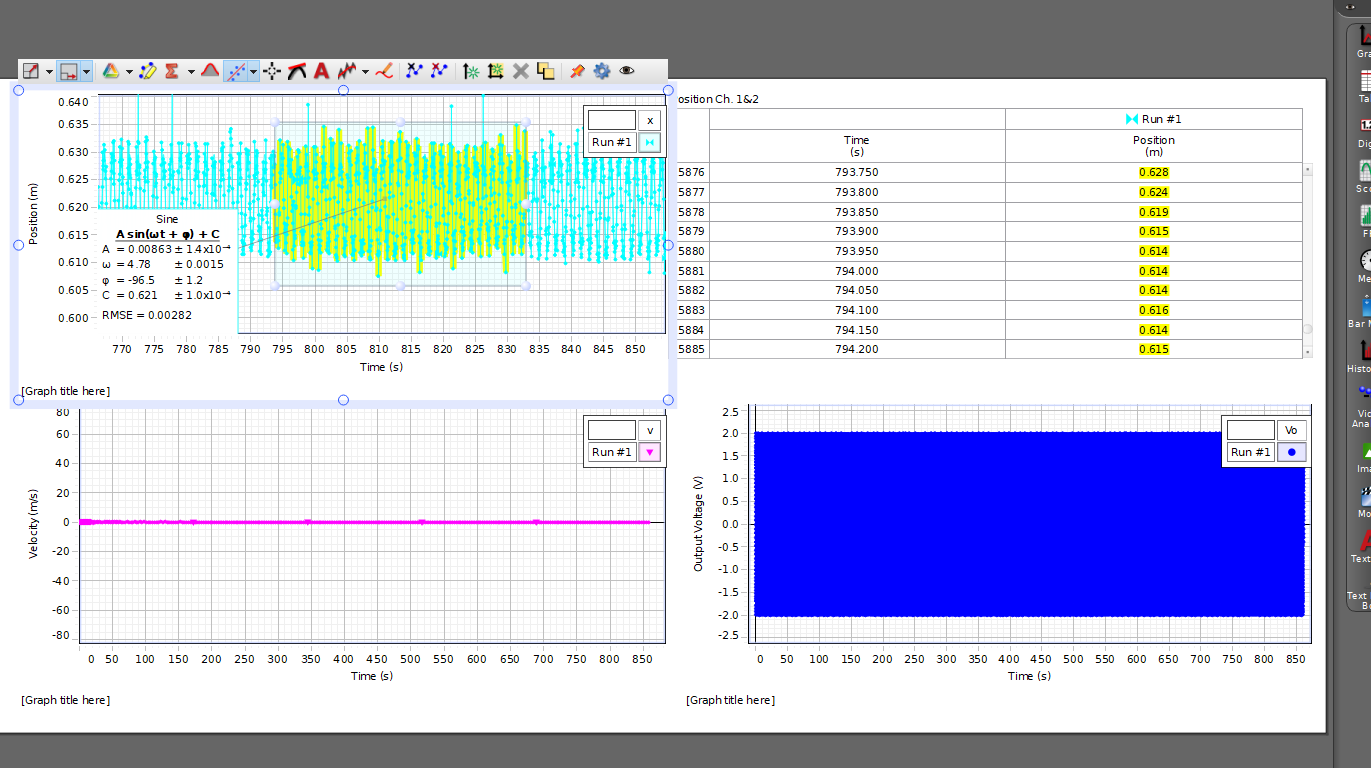 0.640
0.635
0.630
0.625
0.620
0.615
0.610
0.605
0.600
Position (m)
x
Run #1
Sine
A sin(ωt + φ) + C
A = 0.00863 ± 1.4x10⁻
ω = 4.78 ± 0.0015
φ = -96.5 ± 1.2
C = 0.621 ± 1.0x10⁻
RMSE = 0.00282
770 775 780 785 790 795 800 805 810 815 820 825 830 835 840 845 850
Time (s)
[Graph title here]
osition Ch. 1&2
Run #1
Time (s) Position (m)
5876 793.750 0.628
5877 793.800 0.624
5878 793.850 0.619
5879 793.900 0.615
5880 793.950 0.614
5881 794.000 0.614
5882 794.050 0.614
5883 794.100 0.616
5884 794.150 0.614
5885 794.200 0.615
80
60
40
20
0
-20
-40
-60
-80
Velocity (m/s)
v
Run #1
0 50 100 150 200 250 300 350 400 450 500 550 600 650 700 750 800 850
Time (s)
[Graph title here]
2.5
2.0
1.5
1.0
0.5
0.0
-0.5
-1.0
-1.5
-2.0
-2.5
Output Voltage (V)
Vo
Run #1
0 50 100 150 200 250 300 350 400 450 500 550 600 650 700 750 800 850
Time (s)
[Graph title here]
Gra
Ta
Dig
Sco
F
Me
Bar M
Histo
Vid
Ana
Ima
Mo
Text
Text
Bo